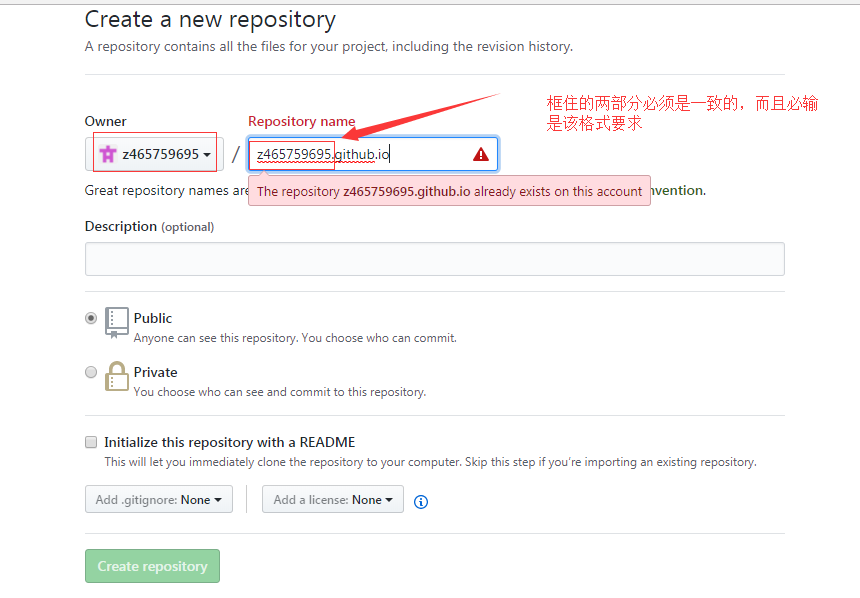 Create a new repository
A repository contains all the files for your project, including the revision history.
Owner
Repository name
框住的两部分必须是一致的，而且必输
是该格式要求
z465759695
/
z465759695.github.io
Great repository names are
The repository z465759695.github.io already exists on this account
nvention.
Description (optional)
Public
Anyone can see this repository. You choose who can commit.
Private
You choose who can see and commit to this repository.
Initialize this repository with a README
This will let you immediately clone the repository to your computer. Skip this step if you’re importing an existing repository.
Add .gitignore: None
Add a license: None
Create repository